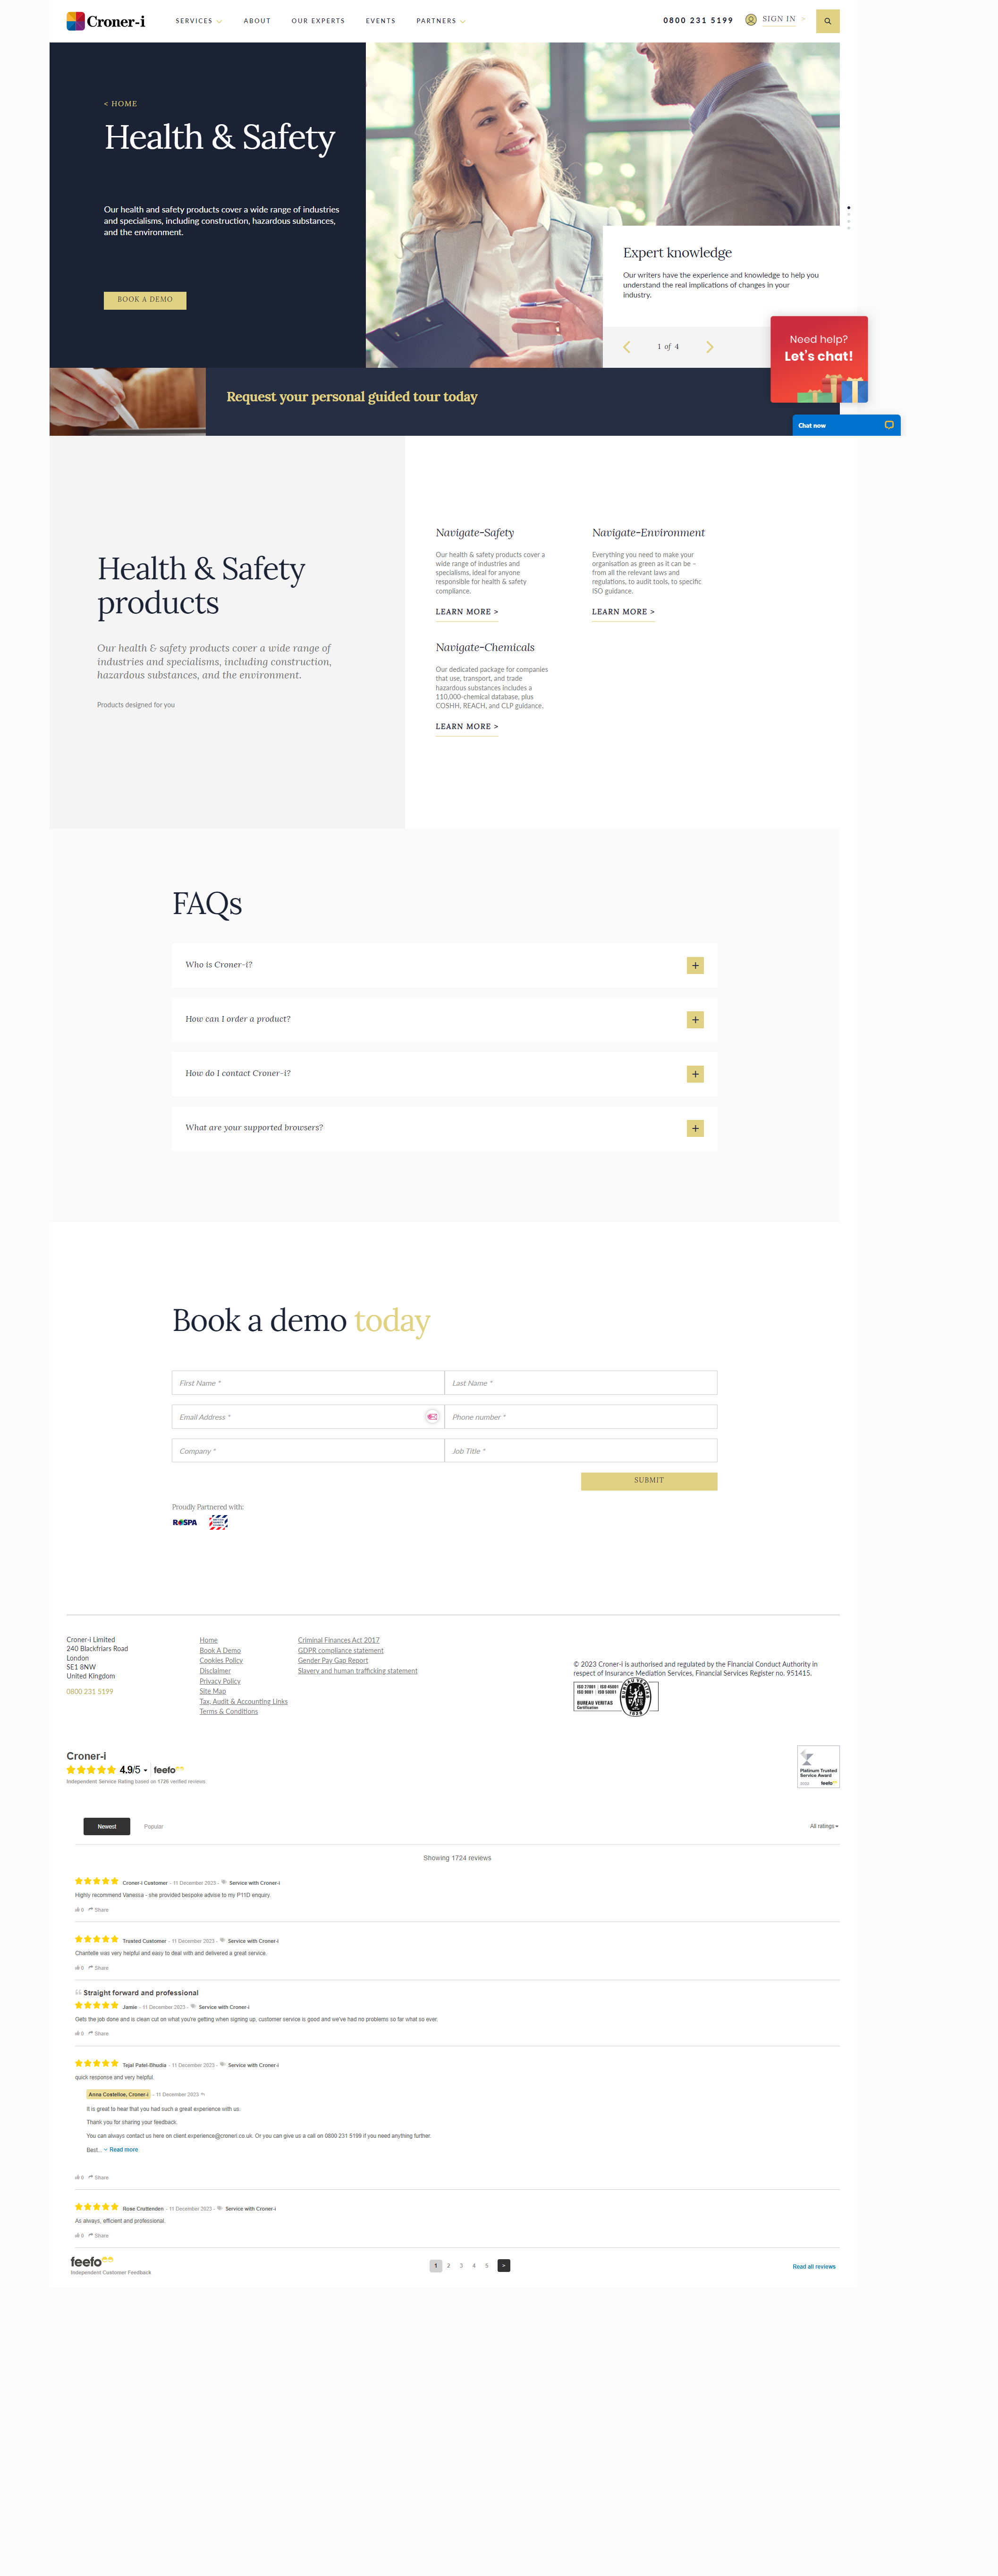 Croner-i
SERVICES
ABOUT
OUR EXPERTS
EVENTS
PARTNERS
0800 231 5199
SIGN IN >
< HOME
Health & Safety
Our health and safety products cover a wide range of industries
and specialisms, including construction, hazardous substances,
and the environment.
BOOK A DEMO
Expert knowledge
Our writers have the experience and knowledge to help you
understand the real implications of changes in your
industry.
1 of 4
Need help?
Let's chat!
Chat now
Request your personal guided tour today
Health & Safety
products
Our health & safety products cover a wide range of
industries and specialisms, including construction,
hazardous substances, and the environment.
Products designed for you
Navigate-Safety
Our health & safety products cover a
wide range of industries and
specialisms, ideal for anyone
responsible for health & safety
compliance.
LEARN MORE >
Navigate-Environment
Everything you need to make your
organisation as green as it can be –
from all the relevant laws and
regulations, to audit tools, to specific
ISO guidance.
LEARN MORE >
Navigate-Chemicals
Our dedicated package for companies
that use, transport, and trade
hazardous substances includes a
110,000-chemical database, plus
COSHH, REACH, and CLP guidance.
LEARN MORE >
FAQs
Who is Croner-i?
How can I order a product?
How do I contact Croner-i?
What are your supported browsers?
Book a demo today
First Name *
Last Name *
Email Address *
Phone number *
Company *
Job Title *
SUBMIT
Proudly Partnered with:
RoSPA
Croner-i Limited
240 Blackfriars Road
London
SE1 8NW
United Kingdom
0800 231 5199
Home
Book A Demo
Cookies Policy
Disclaimer
Privacy Policy
Site Map
Tax, Audit & Accounting Links
Terms & Conditions
Criminal Finances Act 2017
GDPR compliance statement
Gender Pay Gap Report
Slavery and human trafficking statement
© 2023 Croner-i is authorised and regulated by the Financial Conduct Authority in
respect of Insurance Mediation Services, Financial Services Register no. 951415.
ISO 27001 | ISO 45001
ISO 9001 | ISO 50001
BUREAU VERITAS
Certification
BUREAU VERITAS
1828
Croner-i
4.9/5
feefo
Independent Service Rating based on 1726 verified reviews
Platinum Trusted
Service Award
2022
feefo
Newest
Popular
All ratings
Showing 1724 reviews
Croner-i Customer - 11 December 2023 - Service with Croner-i
Highly recommend Vanessa - she provided bespoke advise to my P11D enquiry.
0 Share
Trusted Customer - 11 December 2023 - Service with Croner-i
Chantelle was very helpful and easy to deal with and delivered a great service.
0 Share
Straight forward and professional
Jamie - 11 December 2023 - Service with Croner-i
Gets the job done and is clean cut on what you're getting when signing up, customer service is good and we've had no problems so far what so ever.
0 Share
Tejal Patel-Bhudia - 11 December 2023 - Service with Croner-i
quick response and very helpful.
Anna Costelloe, Croner-i - 11 December 2023
It is great to hear that you had such a great experience with us.
Thank you for sharing your feedback.
You can always contact us here on client.experience@croneri.co.uk. Or you can give us a call on 0800 231 5199 if you need anything further.
Best... Read more
0 Share
Rose Cruttenden - 11 December 2023 - Service with Croner-i
As always, efficient and professional.
0 Share
feefo
Independent Customer Feedback
1 2 3 4 5 >
Read all reviews